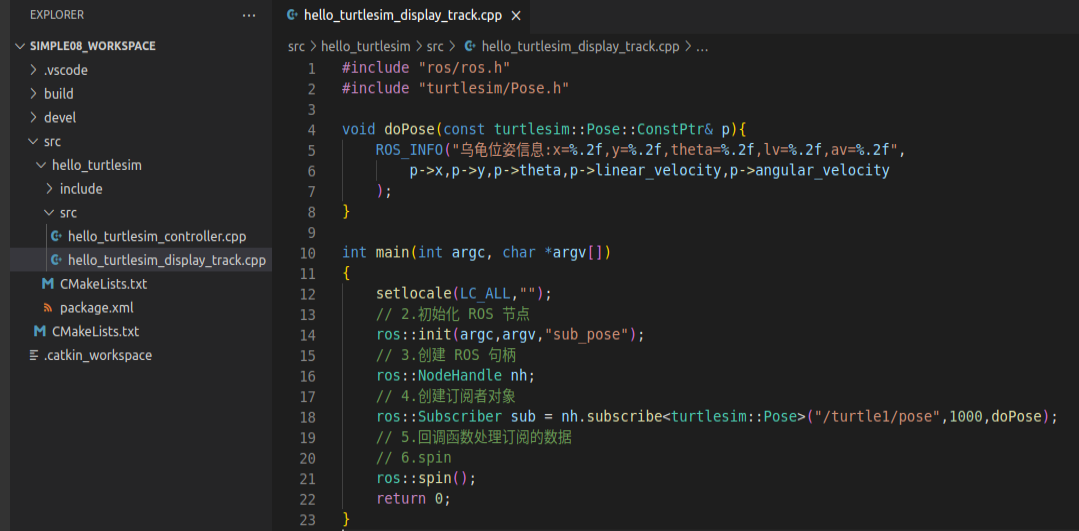 EXPLORER
...
SIMPLE08_WORKSPACE
.vscode
build
devel
src
hello_turtlesim
include
src
hello_turtlesim_controller.cpp
hello_turtlesim_display_track.cpp
CMakeLists.txt
package.xml
CMakeLists.txt
.catkin_workspace
hello_turtlesim_display_track.cpp ×
src > hello_turtlesim > src > hello_turtlesim_display_track.cpp > ...
1 #include "ros/ros.h"
2 #include "turtlesim/Pose.h"
3
4 void doPose(const turtlesim::Pose::ConstPtr& p){
5 ROS_INFO("乌龟位姿信息:x=%.2f,y=%.2f,theta=%.2f,lv=%.2f,av=%.2f",
6 p->x,p->y,p->theta,p->linear_velocity,p->angular_velocity
7 );
8 }
9
10 int main(int argc, char *argv[])
11 {
12 setlocale(LC_ALL,"");
13 // 2.初始化 ROS 节点
14 ros::init(argc,argv,"sub_pose");
15 // 3.创建 ROS 句柄
16 ros::NodeHandle nh;
17 // 4.创建订阅者对象
18 ros::Subscriber sub = nh.subscribe<turtlesim::Pose>("/turtle1/pose",1000,doPose);
19 // 5.回调函数处理订阅的数据
20 // 6.spin
21 ros::spin();
22 return 0;
23 }